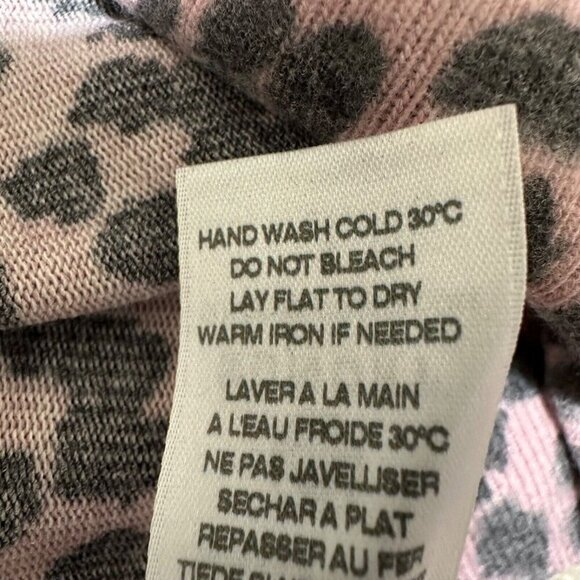 HAND WASH COLD 30°C
DO NOT BLEACH
LAY FLAT TO DRY
WARM IRON IF NEEDED
LAVER A LA MAIN
A L'EAU FROIDE 30°C
NE PAS JAVELLISER
SECHAR A PLAT
REPASSER AU FER
TIEDE